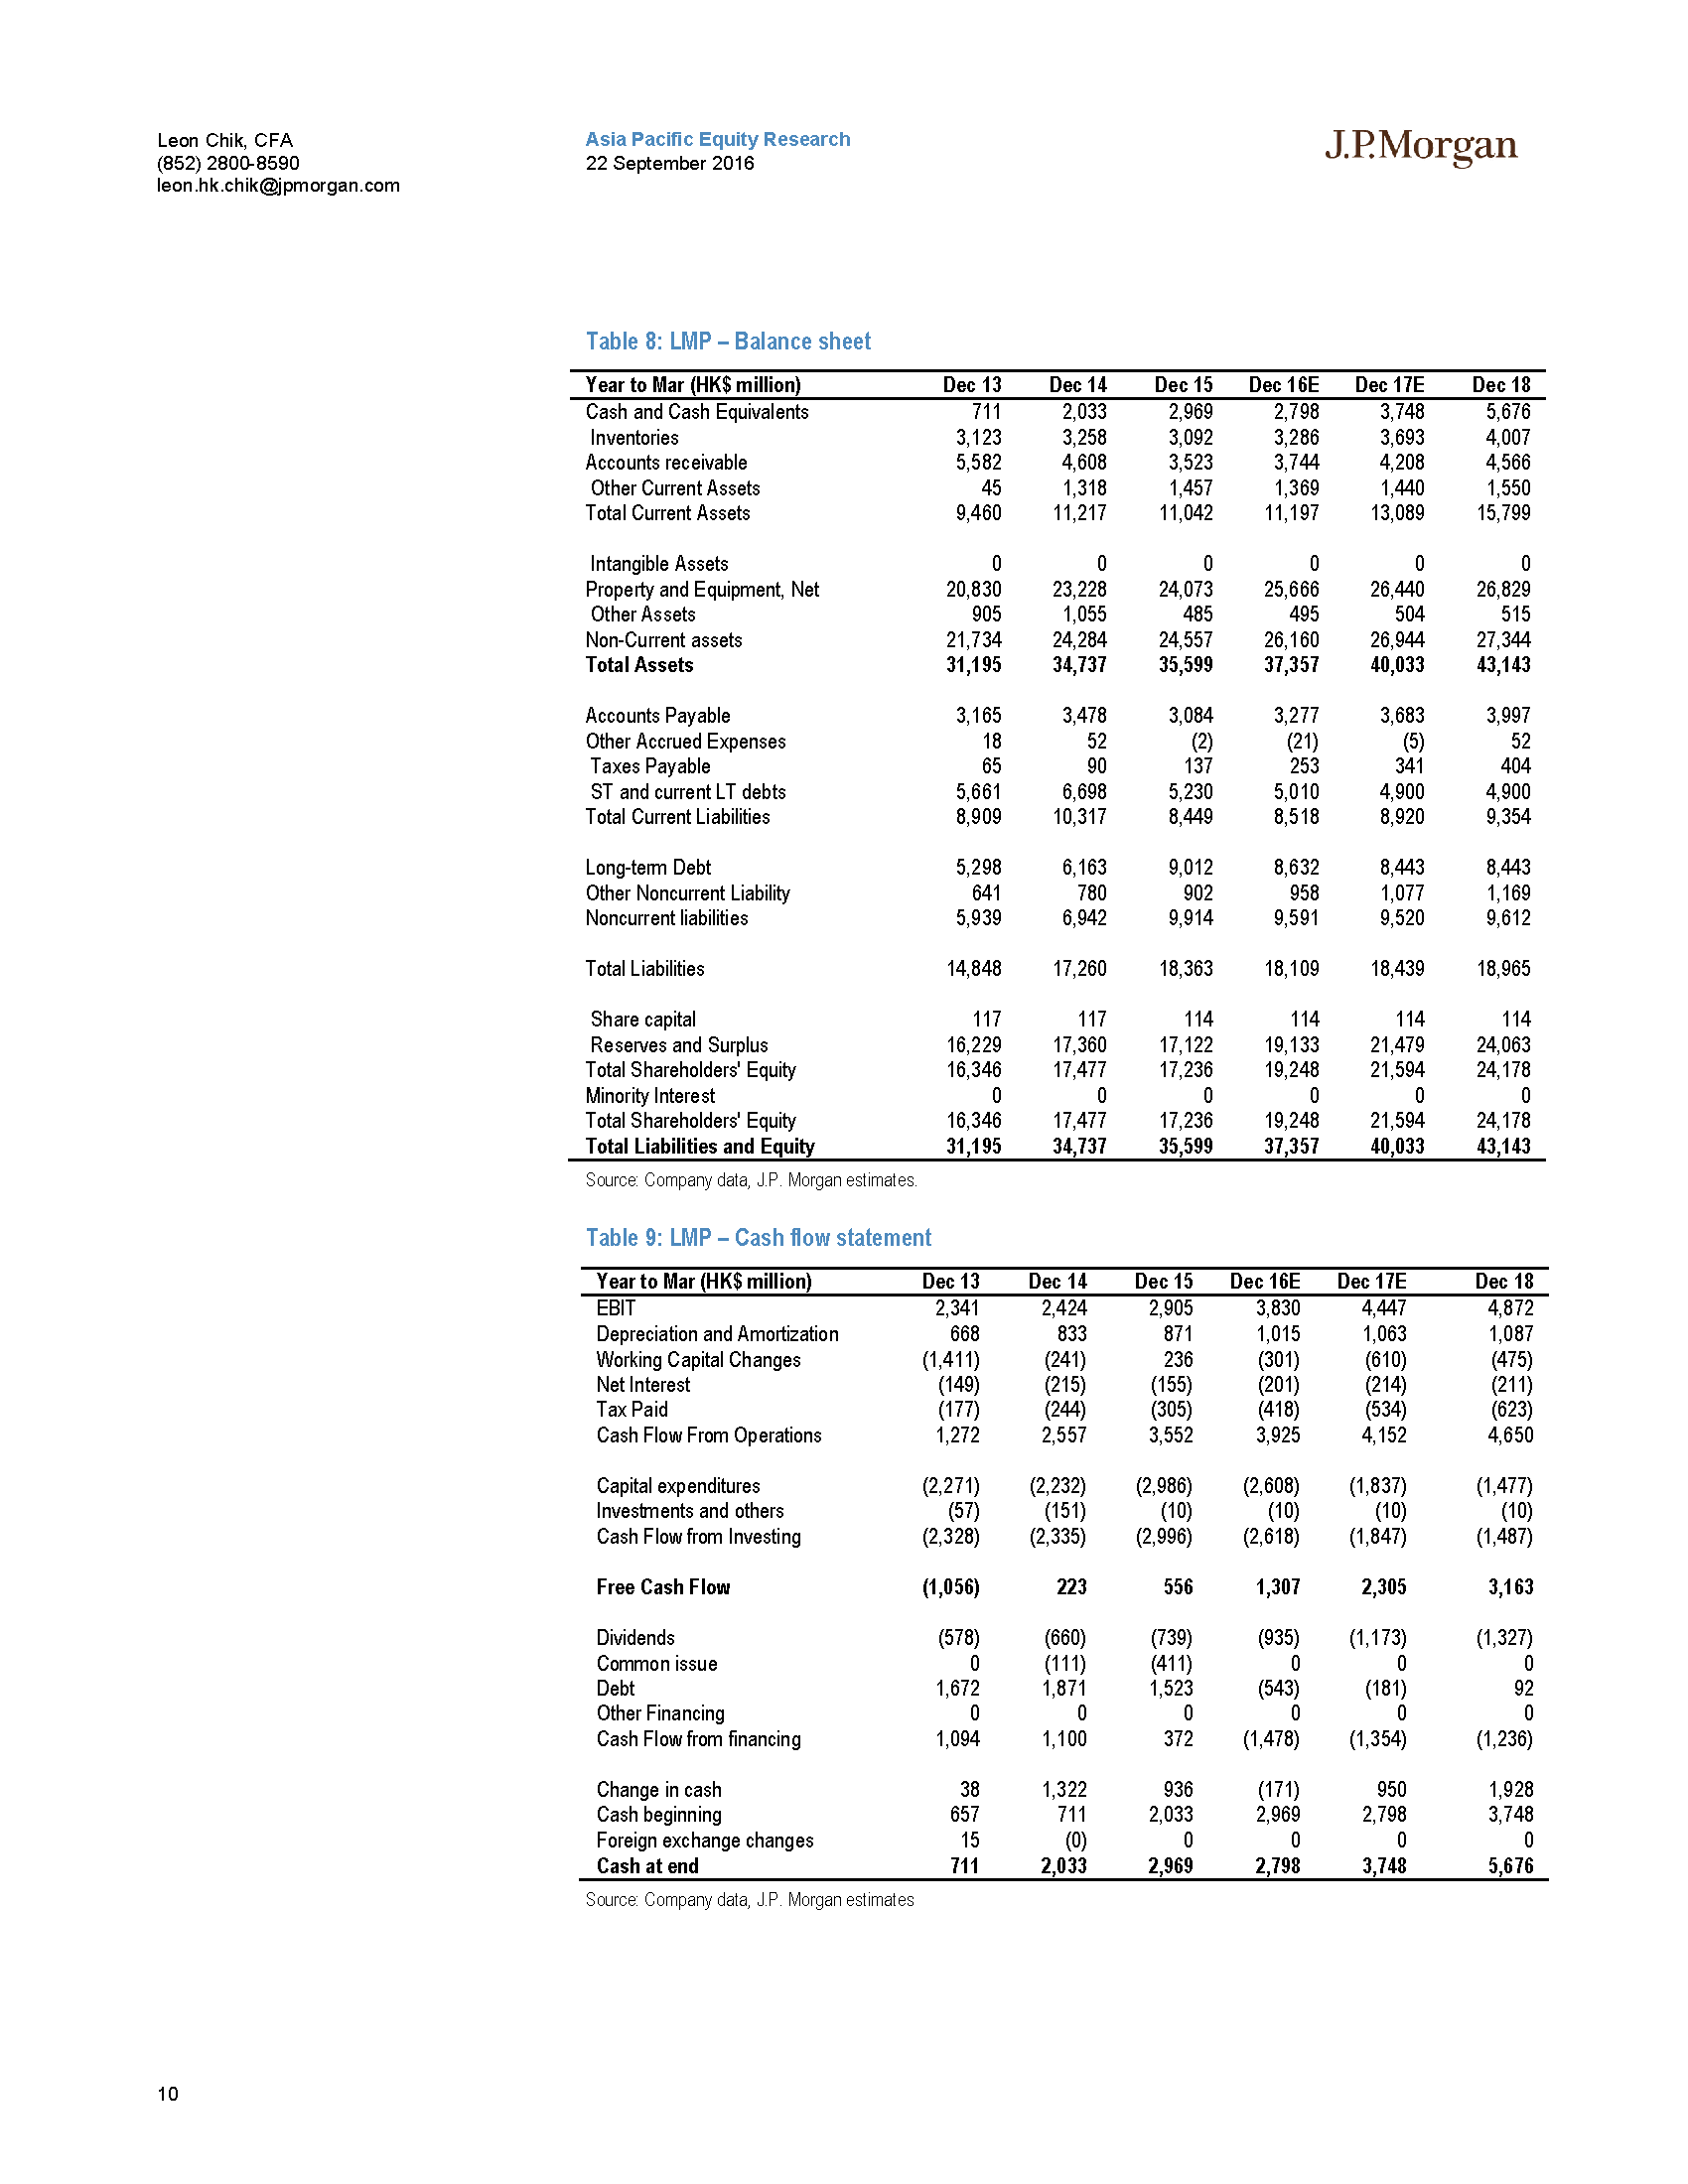 Leon Chik, CFA
(852) 2800-8590
leon.hk.chik@jpmorgan.com
Asia Pacific Equity Research
22 September 2016
J.P.Morgan
Table 8: LMP – Balance sheet
Year to Mar (HK$ million) Dec 13 Dec 14 Dec 15 Dec 16E Dec 17E Dec 18
Cash and Cash Equivalents 711 2,033 2,969 2,798 3,748 5,676
Inventories 3,123 3,258 3,092 3,286 3,693 4,007
Accounts receivable 5,582 4,608 3,523 3,744 4,208 4,566
Other Current Assets 45 1,318 1,457 1,369 1,440 1,550
Total Current Assets 9,460 11,217 11,042 11,197 13,089 15,799
Intangible Assets 0 0 0 0 0 0
Property and Equipment, Net 20,830 23,228 24,073 25,666 26,440 26,829
Other Assets 905 1,055 485 495 504 515
Non-Current assets 21,734 24,284 24,557 26,160 26,944 27,344
Total Assets 31,195 34,737 35,599 37,357 40,033 43,143
Accounts Payable 3,165 3,478 3,084 3,277 3,683 3,997
Other Accrued Expenses 18 52 (2) (21) (5) 52
Taxes Payable 65 90 137 253 341 404
ST and current LT debts 5,661 6,698 5,230 5,010 4,900 4,900
Total Current Liabilities 8,909 10,317 8,449 8,518 8,920 9,354
Long-term Debt 5,298 6,163 9,012 8,632 8,443 8,443
Other Noncurrent Liability 641 780 902 958 1,077 1,169
Noncurrent liabilities 5,939 6,942 9,914 9,591 9,520 9,612
Total Liabilities 14,848 17,260 18,363 18,109 18,439 18,965
Share capital 117 117 114 114 114 114
Reserves and Surplus 16,229 17,360 17,122 19,133 21,479 24,063
Total Shareholders' Equity 16,346 17,477 17,236 19,248 21,594 24,178
Minority Interest 0 0 0 0 0 0
Total Shareholders' Equity 16,346 17,477 17,236 19,248 21,594 24,178
Total Liabilities and Equity 31,195 34,737 35,599 37,357 40,033 43,143
Source: Company data, J.P. Morgan estimates.
Table 9: LMP – Cash flow statement
Year to Mar (HK$ million) Dec 13 Dec 14 Dec 15 Dec 16E Dec 17E Dec 18
EBIT 2,341 2,424 2,905 3,830 4,447 4,872
Depreciation and Amortization 668 833 871 1,015 1,063 1,087
Working Capital Changes (1,411) (241) 236 (301) (610) (475)
Net Interest (149) (215) (155) (201) (214) (211)
Tax Paid (177) (244) (305) (418) (534) (623)
Cash Flow From Operations 1,272 2,557 3,552 3,925 4,152 4,650
Capital expenditures (2,271) (2,232) (2,986) (2,608) (1,837) (1,477)
Investments and others (57) (151) (10) (10) (10) (10)
Cash Flow from Investing (2,328) (2,335) (2,996) (2,618) (1,847) (1,487)
Free Cash Flow (1,056) 223 556 1,307 2,305 3,163
Dividends (578) (660) (739) (935) (1,173) (1,327)
Common issue 0 (111) (411) 0 0 0
Debt 1,672 1,871 1,523 (543) (181) 92
Other Financing 0 0 0 0 0 0
Cash Flow from financing 1,094 1,100 372 (1,478) (1,354) (1,236)
Change in cash 38 1,322 936 (171) 950 1,928
Cash beginning 657 711 2,033 2,969 2,798 3,748
Foreign exchange changes 15 (0) 0 0 0 0
Cash at end 711 2,033 2,969 2,798 3,748 5,676
Source: Company data, J.P. Morgan estimates
10